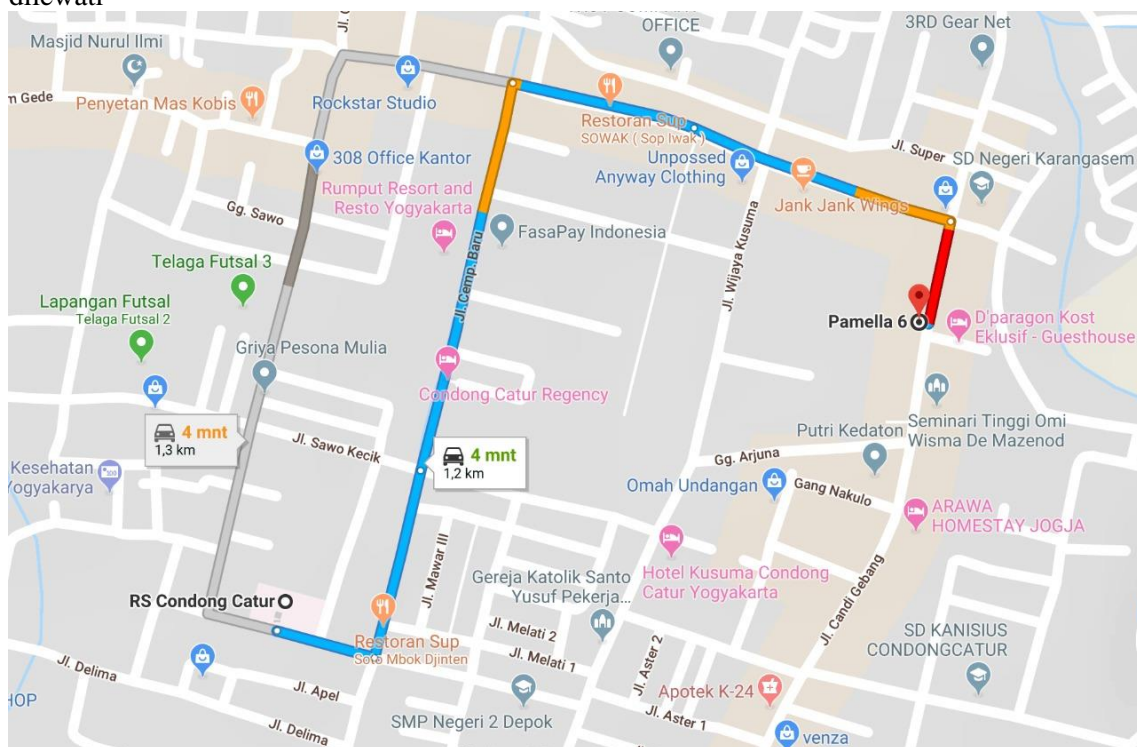 dilewati
OFFICE
3RD Gear Net
Masjid Nurul Ilmi
m Gede
Penyetan Mas Kobis
Rockstar Studio
Restoran Sup
SOWAK ( Sop Iwak )
Jl. Super
308 Office Kantor
Unpossed
Anyway Clothing
SD Negeri Karangasem
Rumput Resort and
Resto Yogyakarta
Jank Jank Wings
Gg. Sawo
FasaPay Indonesia
Jl. Wijaya Kusuma
Telaga Futsal 3
Jl. Cemp. Baru
Lapangan Futsal
Telaga Futsal 2
Pamella 6
D'paragon Kost
Eklusif - Guesthouse
Griya Pesona Mulia
Condong Catur Regency
4 mnt
1,3 km
Jl. Sawo Kecik
4 mnt
1,2 km
Seminari Tinggi Omi
Wisma De Mazenod
Putri Kedaton
Gg. Arjuna
Kesehatan
Yogyakarya
Omah Undangan
Gang Nakulo
ARAWA
HOMESTAY JOGJA
Jl. Mawar III
Hotel Kusuma Condong
Catur Yogyakarta
Gereja Katolik Santo
Yusuf Pekerja...
RS Condong Catur
Jl. Candi Gebang
Restoran Sup
Soto Mbok Djinten
Jl. Melati 2
Jl. Melati 1
Jl. Aster 2
SD KANISIUS
CONDONGCATUR
Jl. Delima
Jl. Apel
Apotek K-24
HOP
Jl. Delima
SMP Negeri 2 Depok
Jl. Aster 1
venza